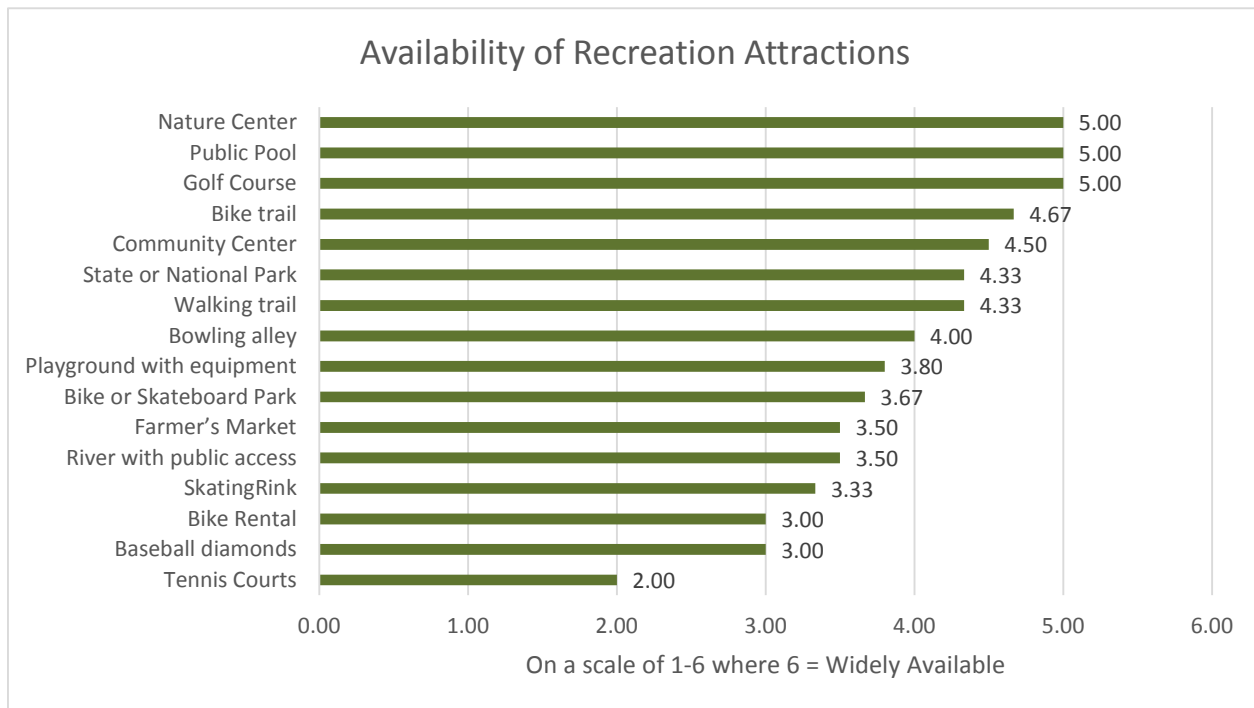 Availability of Recreation Attractions
Nature Center 5.00
Public Pool 5.00
Golf Course 5.00
Bike trail 4.67
Community Center 4.50
State or National Park 4.33
Walking trail 4.33
Bowling alley 4.00
Playground with equipment 3.80
Bike or Skateboard Park 3.67
Farmer’s Market 3.50
River with public access 3.50
SkatingRink 3.33
Bike Rental 3.00
Baseball diamonds 3.00
Tennis Courts 2.00
0.00 1.00 2.00 3.00 4.00 5.00 6.00
On a scale of 1-6 where 6 = Widely Available